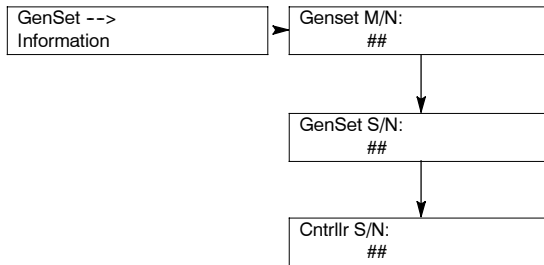 GenSet -->
Information
Genset M/N:
##
GenSet S/N:
##
Cntrllr S/N:
##